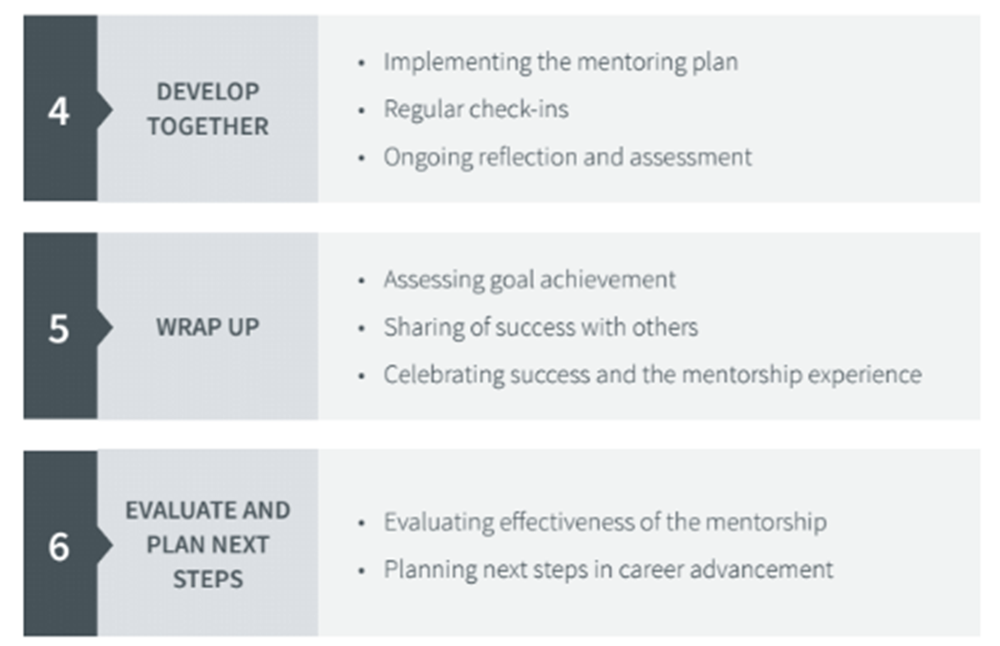 4
DEVELOP
TOGETHER
• Implementing the mentoring plan
• Regular check-ins
• Ongoing reflection and assessment
5
WRAP UP
• Assessing goal achievement
• Sharing of success with others
• Celebrating success and the mentorship experience
6
EVALUATE AND
PLAN NEXT
STEPS
• Evaluating effectiveness of the mentorship
• Planning next steps in career advancement